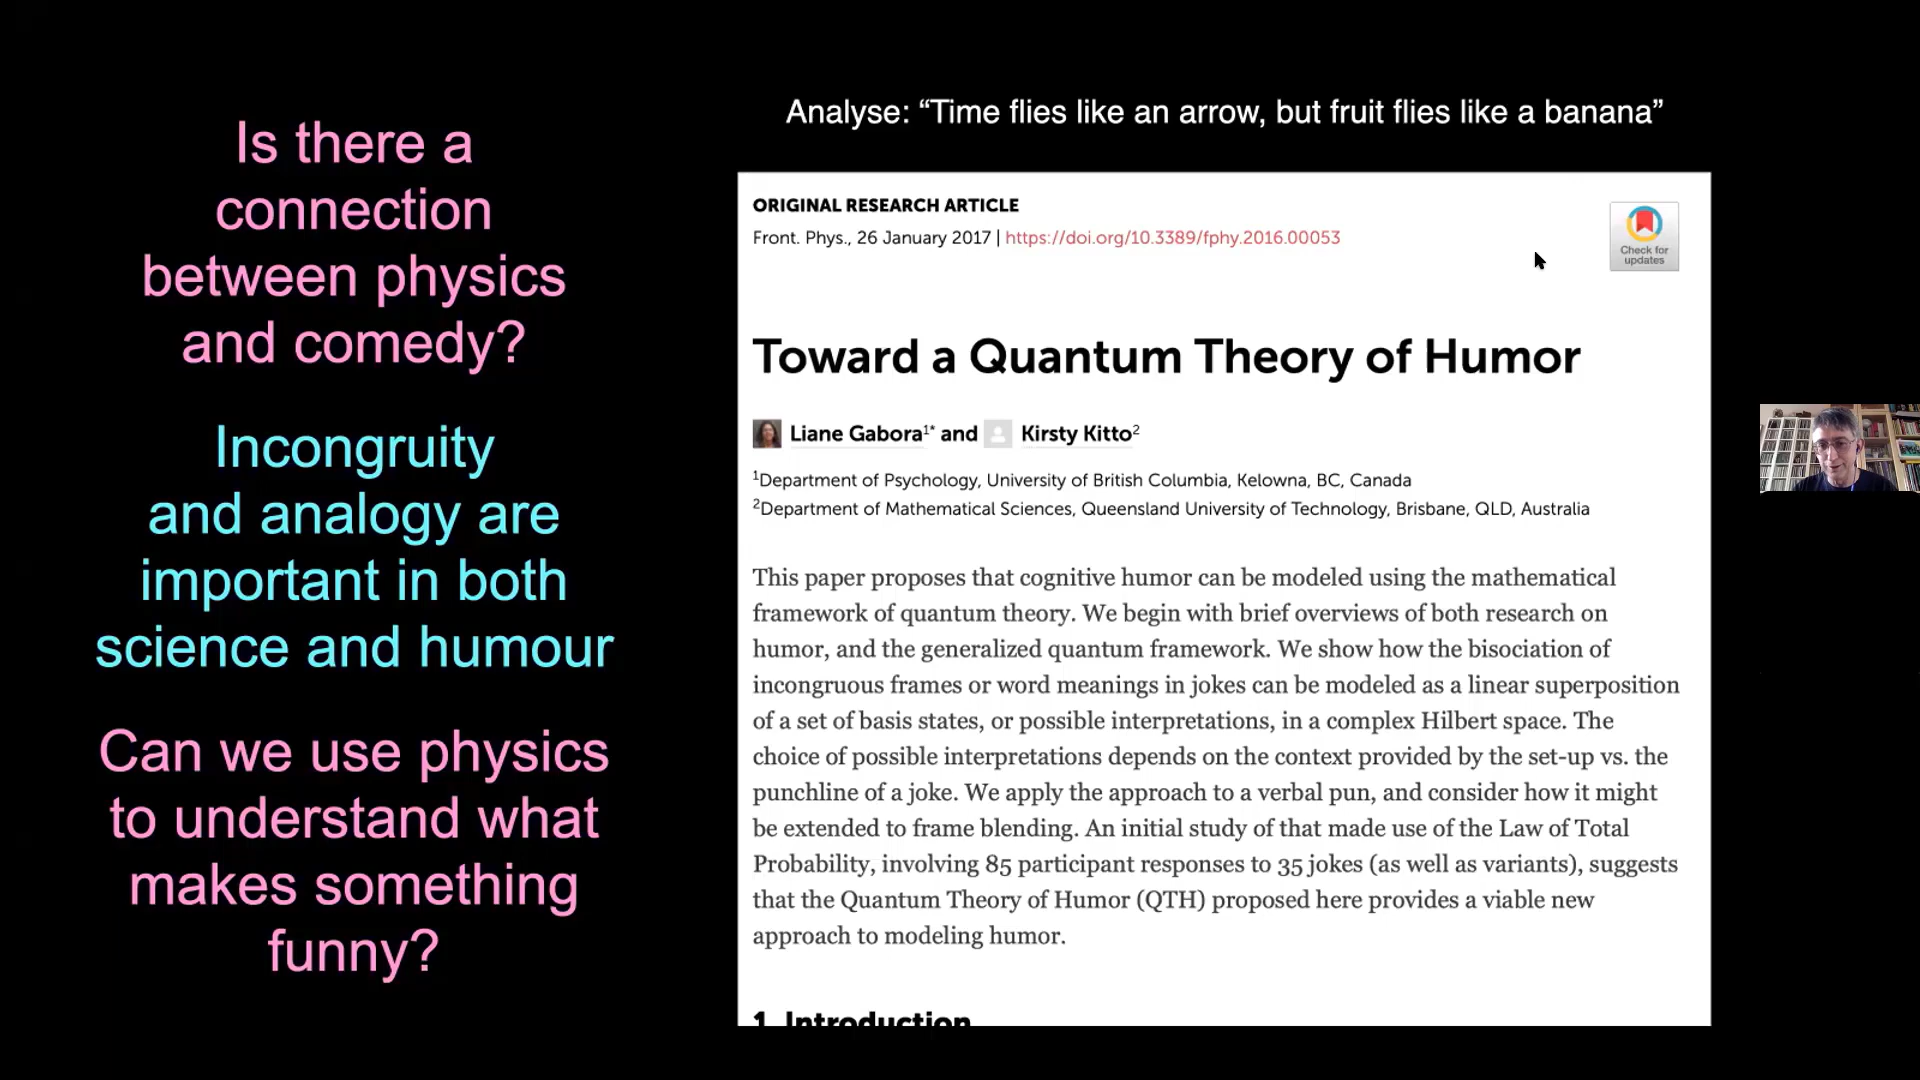 Is there a
connection
between physics
and comedy?
Incongruity
and analogy are
important in both
science and humour
Can we use physics
to understand what
makes something
funny?
Analyse: “Time flies like an arrow, but fruit flies like a banana”
ORIGINAL RESEARCH ARTICLE
Front. Phys., 26 January 2017 | https://doi.org/10.3389/fphy.2016.00053
Check for
updates
Toward a Quantum Theory of Humor
Liane Gabora1* and Kirsty Kitto2
1Department of Psychology, University of British Columbia, Kelowna, BC, Canada
2Department of Mathematical Sciences, Queensland University of Technology, Brisbane, QLD, Australia
This paper proposes that cognitive humor can be modeled using the mathematical
framework of quantum theory. We begin with brief overviews of both research on
humor, and the generalized quantum framework. We show how the bisociation of
incongruous frames or word meanings in jokes can be modeled as a linear superposition
of a set of basis states, or possible interpretations, in a complex Hilbert space. The
choice of possible interpretations depends on the context provided by the set-up vs. the
punchline of a joke. We apply the approach to a verbal pun, and consider how it might
be extended to frame blending. An initial study of that made use of the Law of Total
Probability, involving 85 participant responses to 35 jokes (as well as variants), suggests
that the Quantum Theory of Humor (QTH) proposed here provides a viable new
approach to modeling humor.
1. Introduction